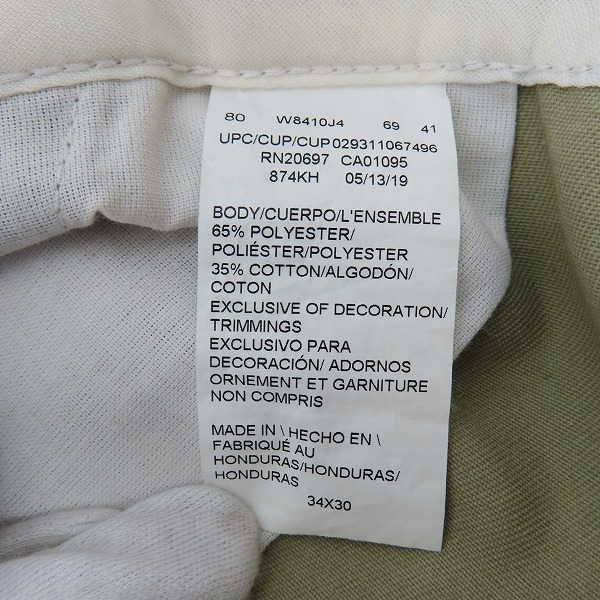 80 W8410J4 69 41
UPC/CUP/CUP029311067496
RN20697 CA01095
874KH 05/13/19
BODY/CUERPO/L'ENSEMBLE
65% POLYESTER/
POLIÉSTER/POLYESTER
35% COTTON/ALGODÓN/
COTON
EXCLUSIVE OF DECORATION/
TRIMMINGS
EXCLUSIVO PARA
DECORACIÓN/ ADORNOS
ORNEMENT ET GARNITURE
NON COMPRIS
MADE IN \ HECHO EN \
FABRIQUÉ AU
HONDURAS/HONDURAS/
HONDURAS
34X30